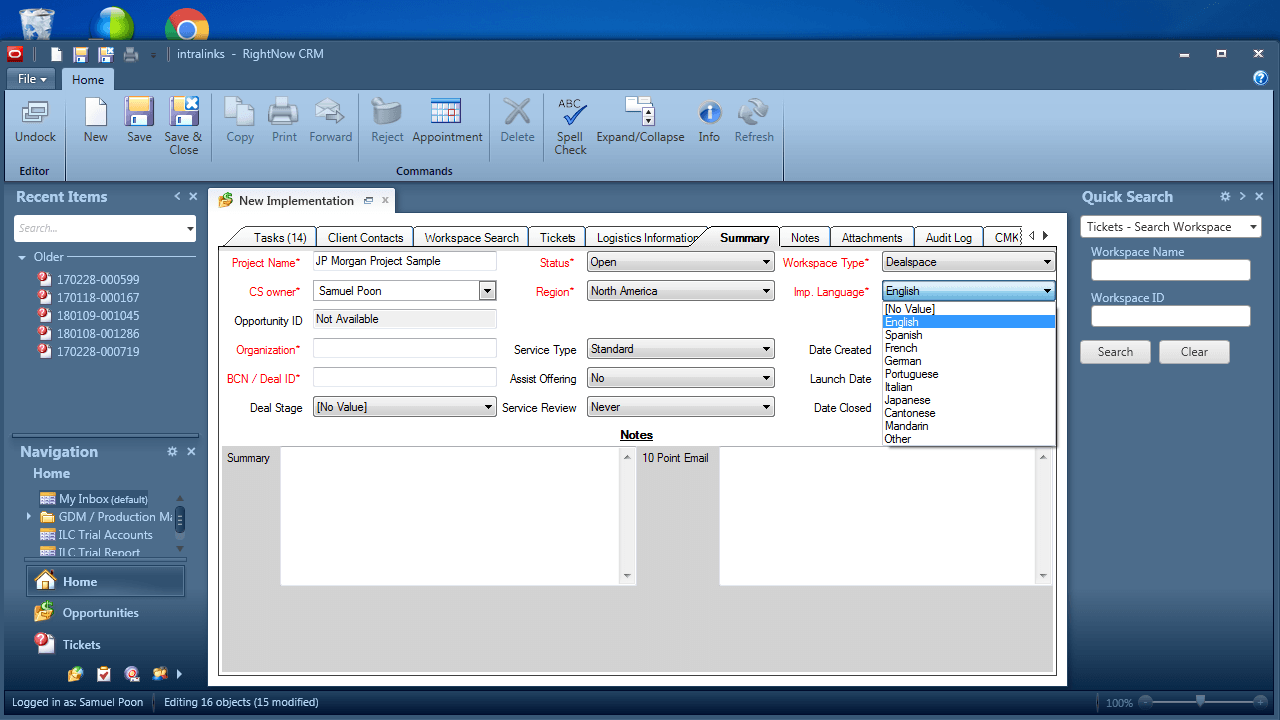 intralinks - RightNow CRM
File
Home
Undock
New
Save
Save & Close
Copy
Print
Forward
Reject
Appointment
Delete
ABC
Spell Check
Expand/Collapse
Info
Refresh
Editor
Commands
Recent Items
Search...
Older
170228-000599
170118-000167
180109-001045
180108-001286
170228-000719
Navigation
Home
My Inbox (default)
GDM / Production Ma
ILC Trial Accounts
ILC Trial Report
Home
Opportunities
Tickets
New Implementation
Tasks (14)
Client Contacts
Workspace Search
Tickets
Logistics Information
Summary
Notes
Attachments
Audit Log
CMK
Project Name* JP Morgan Project Sample
Status* Open
Workspace Type* Dealspace
CS owner* Samuel Poon
Region* North America
Imp. Language* English
Opportunity ID Not Available
Organization*
Service Type Standard
Date Created
BCN / Deal ID*
Assist Offering No
Launch Date
Deal Stage [No Value]
Service Review Never
Date Closed
[No Value]
English
Spanish
French
German
Portuguese
Italian
Japanese
Cantonese
Mandarin
Other
Notes
Summary
10 Point Email
Quick Search
Tickets - Search Workspace
Workspace Name
Workspace ID
Search
Clear
Logged in as: Samuel Poon
Editing 16 objects (15 modified)
100%